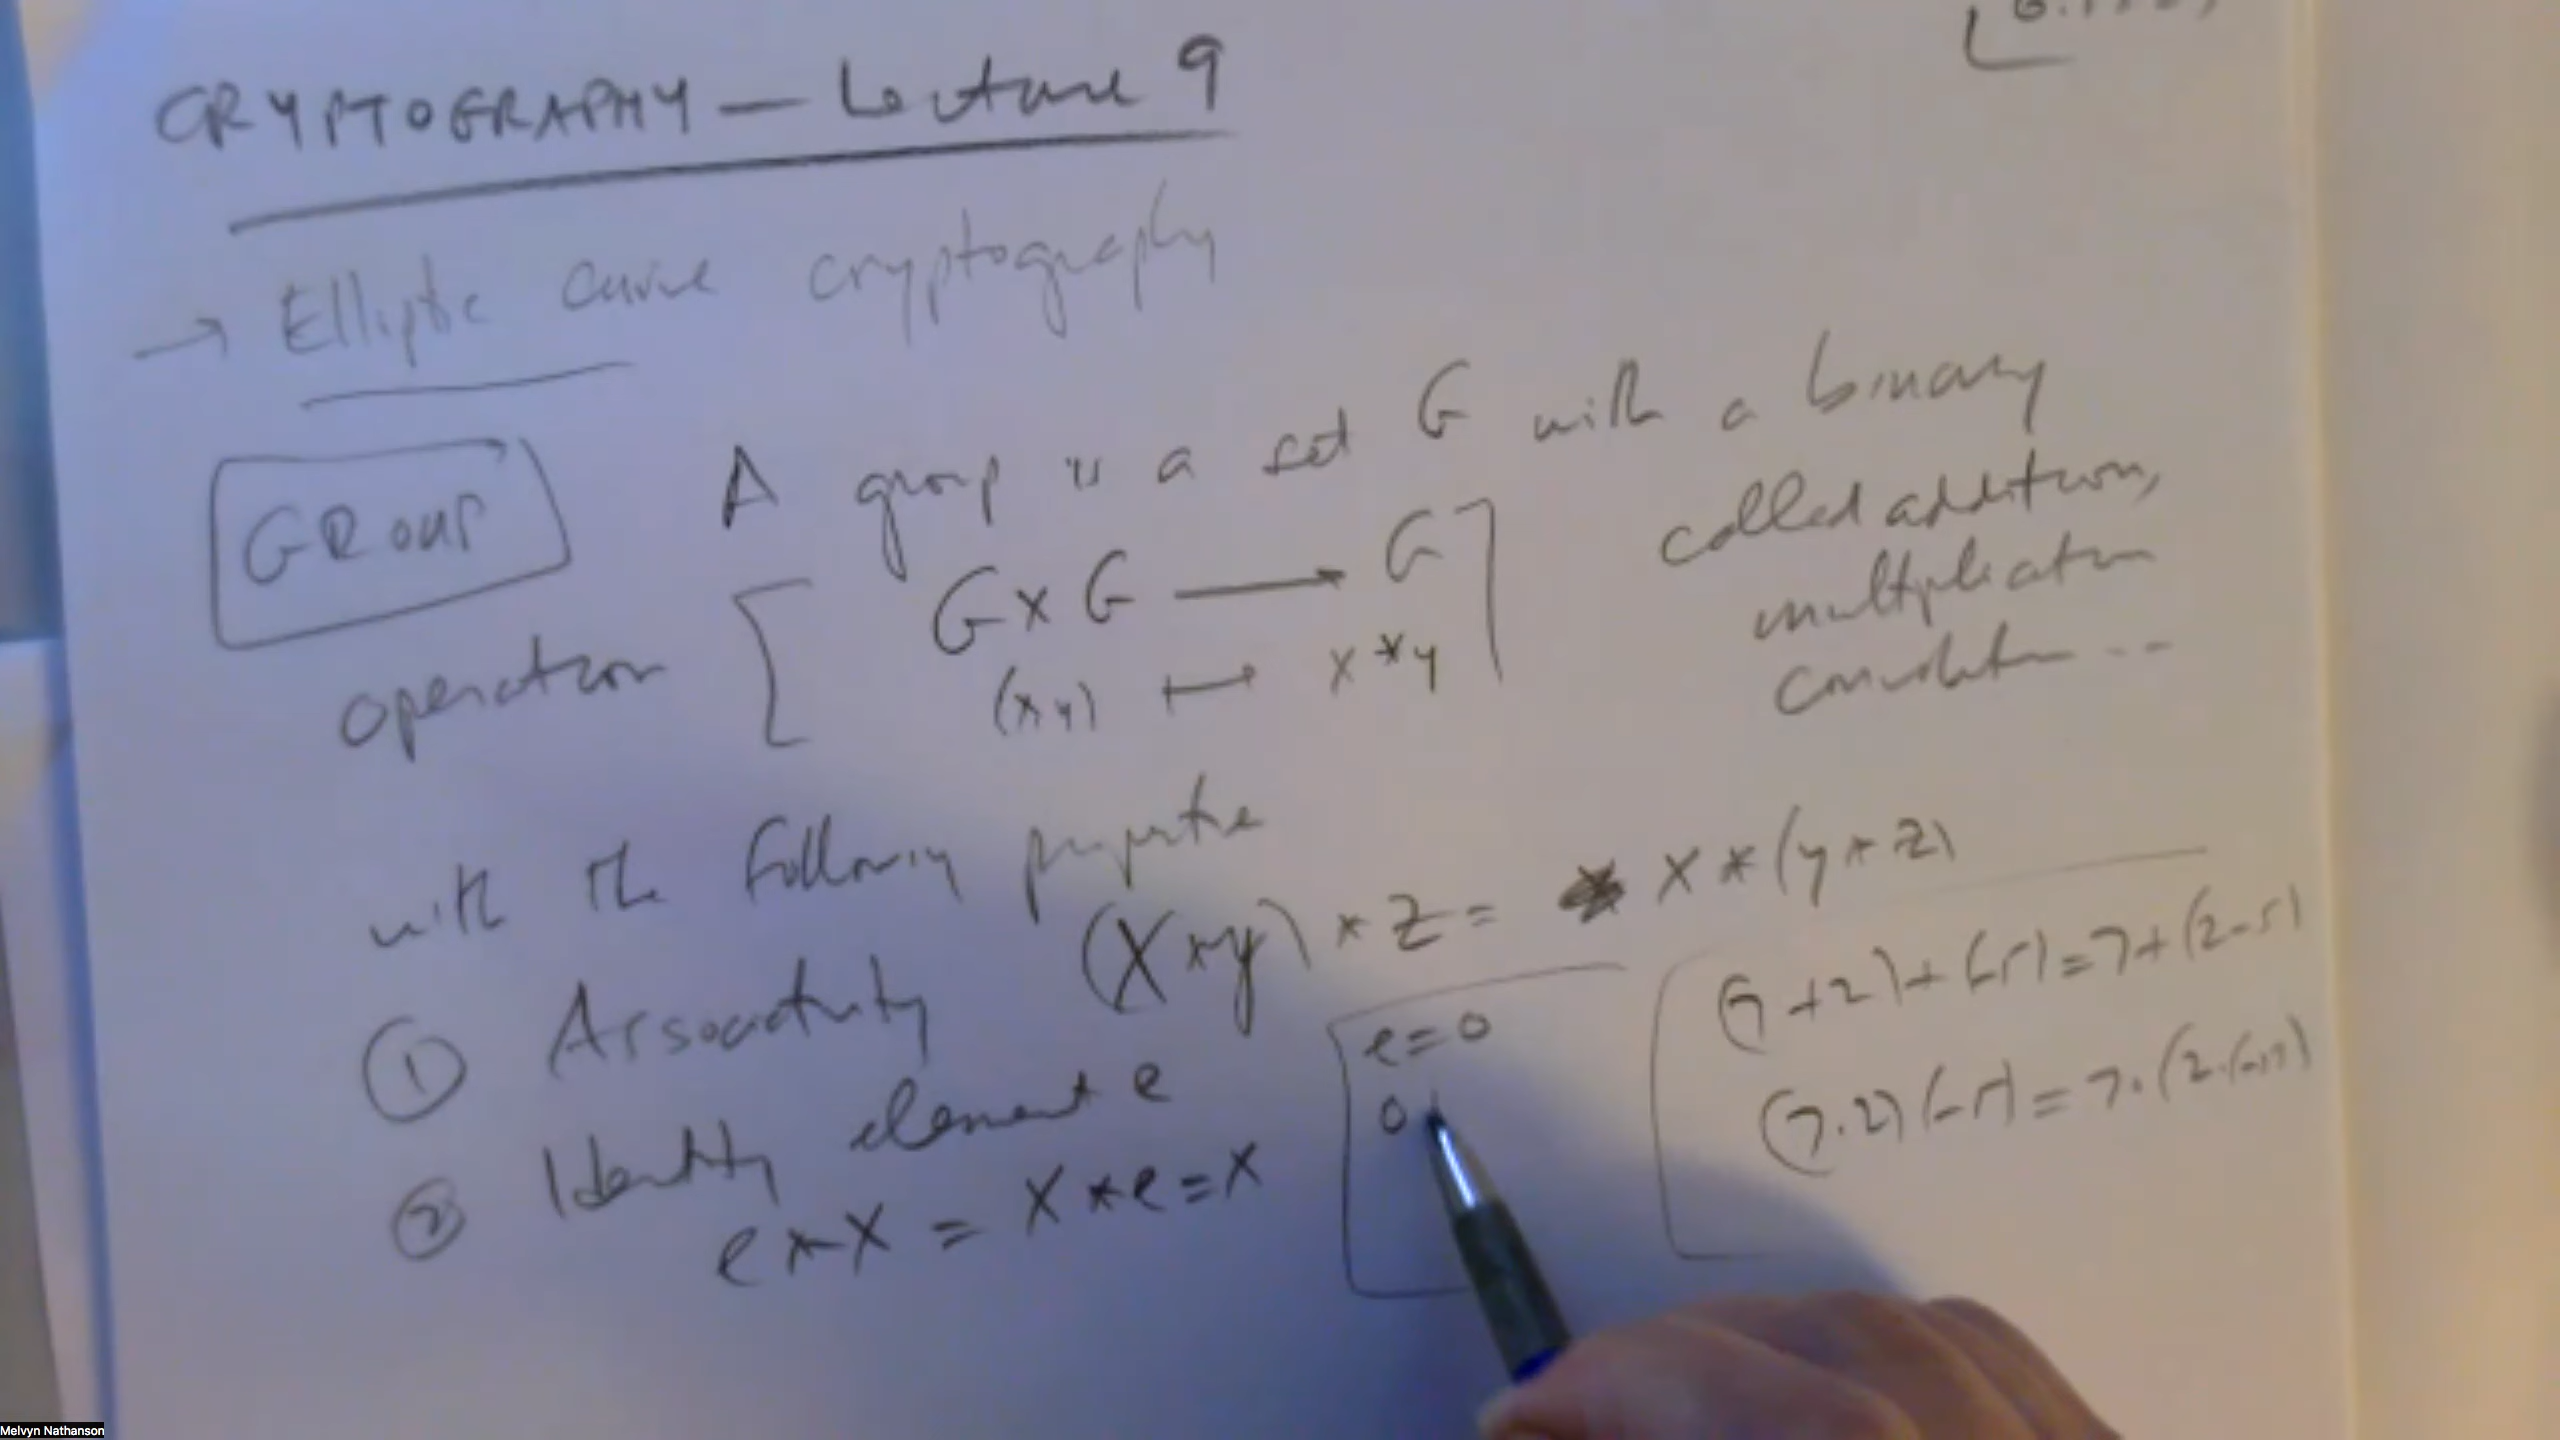 CRYPTOGRAPHY — Lecture 9
→ Elliptic curve cryptography
GROUP A group is a set G with a binary
operation [ G × G ⟶ G ] called addition,
(x,y) ⟼ x * y multiplication
convolution ...
with the following properties
① Associativity (x * y) * z = x * (y * z)
② Identity element e
e * x = x * e = x
e = 0
0 +
(7 + 2) + (-5) = 7 + (2-5)
(7·2)(-5) = 7·(2·(-5))
Melvyn Nathanson